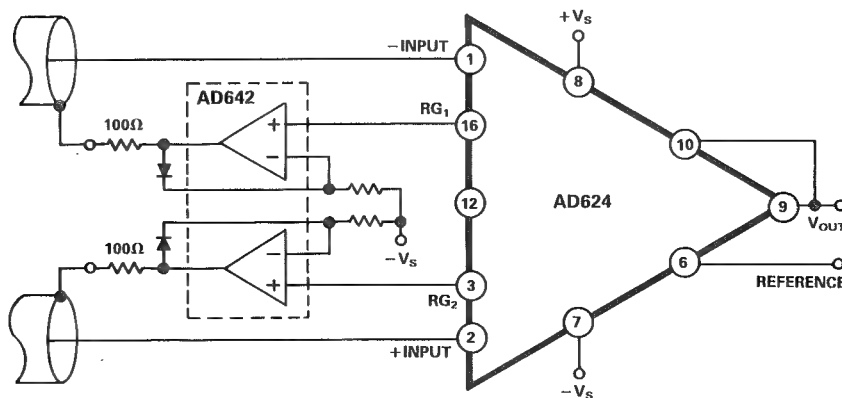 +VS
−INPUT
1
8
AD642
100Ω
+
−
RG1
16
10
12
AD624
9
VOUT
−VS
100Ω
−
+
RG2
3
6
REFERENCE
7
+INPUT
2
−VS